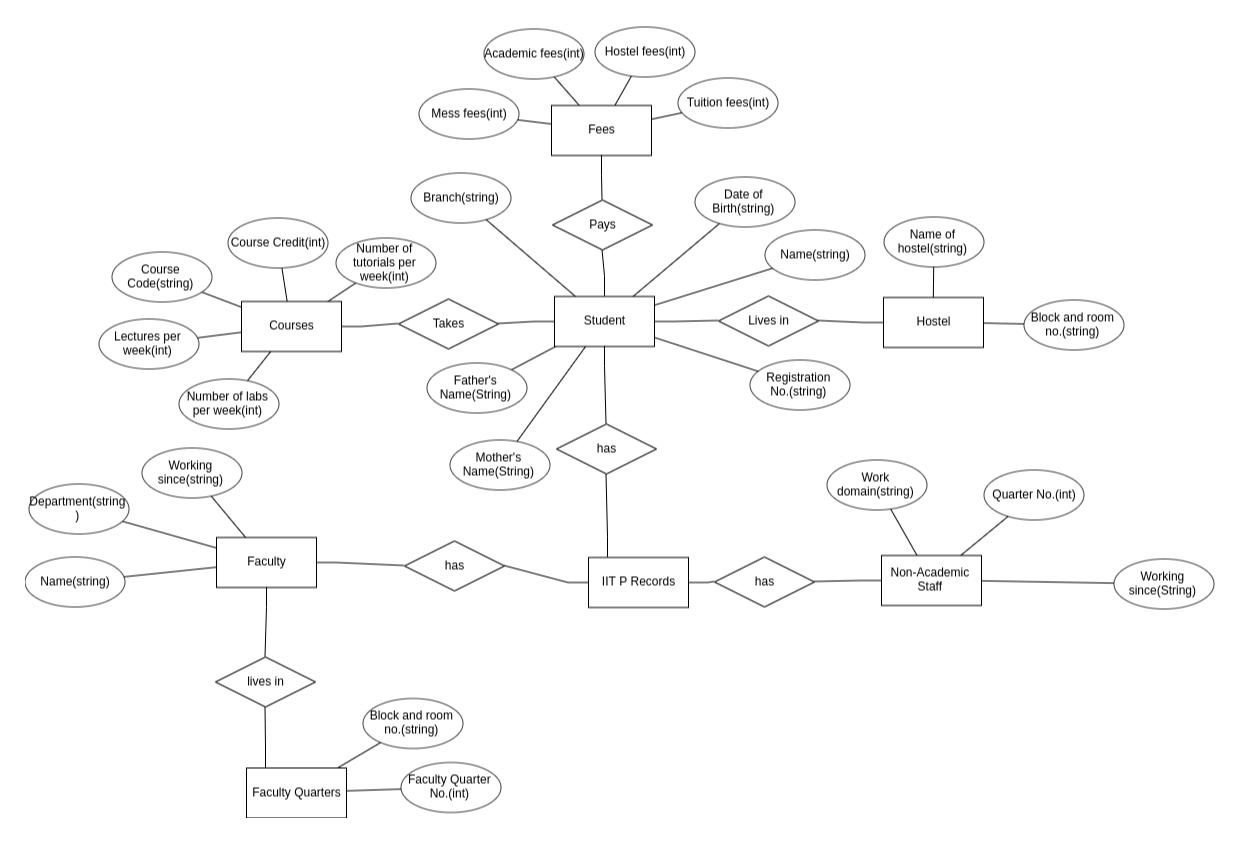 Academic fees(int)
Hostel fees(int)
Mess fees(int)
Tuition fees(int)
Fees
Branch(string)
Pays
Date of
Birth(string)
Course Credit(int)
Number of
tutorials per
week(int)
Name(string)
Name of
hostel(string)
Course
Code(string)
Courses
Takes
Student
Lives in
Hostel
Block and room
no.(string)
Lectures per
week(int)
Number of labs
per week(int)
Father's
Name(String)
Registration
No.(string)
has
Mother's
Name(String)
Working
since(string)
Department(string
)
Work
domain(string)
Quarter No.(int)
Name(string)
Faculty
has
IIT P Records
has
Non-Academic
Staff
Working
since(String)
lives in
Block and room
no.(string)
Faculty Quarters
Faculty Quarter
No.(int)